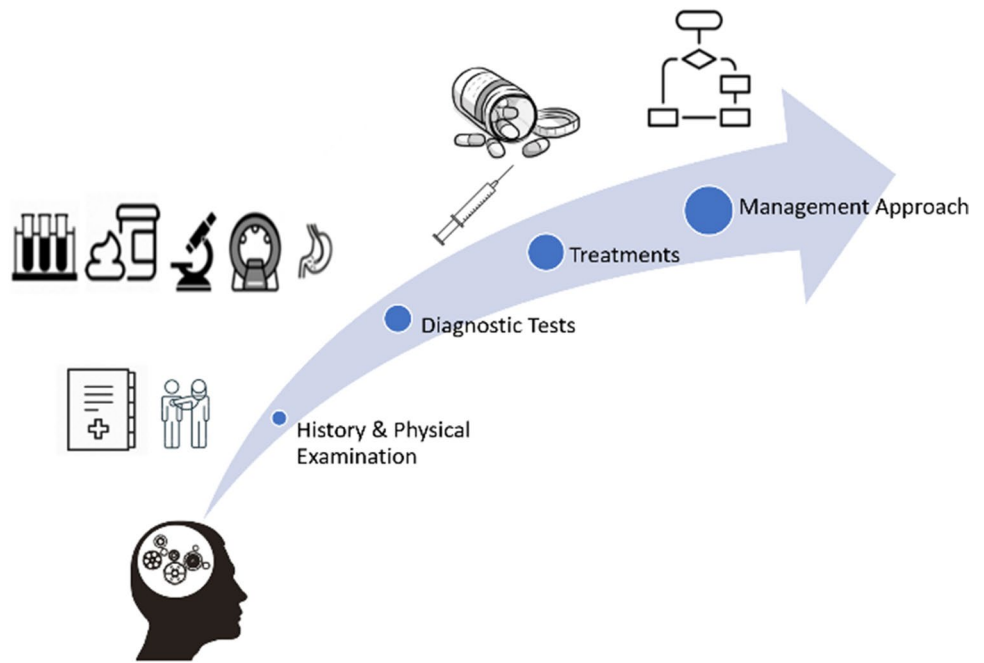 Management Approach
Treatments
Diagnostic Tests
History & Physical
Examination